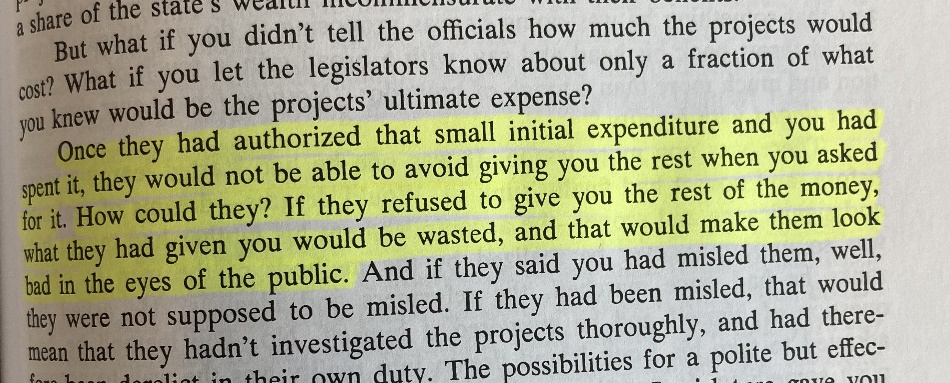 a share of the state's wealth incommensurate with their
But what if you didn't tell the officials how much the projects would
cost? What if you let the legislators know about only a fraction of what
you knew would be the projects' ultimate expense?
Once they had authorized that small initial expenditure and you had
spent it, they would not be able to avoid giving you the rest when you asked
for it. How could they? If they refused to give you the rest of the money,
what they had given you would be wasted, and that would make them look
bad in the eyes of the public. And if they said you had misled them, well,
they were not supposed to be misled. If they had been misled, that would
mean that they hadn't investigated the projects thoroughly, and had there-
derelict in their own duty. The possibilities for a polite but effec-
gave you